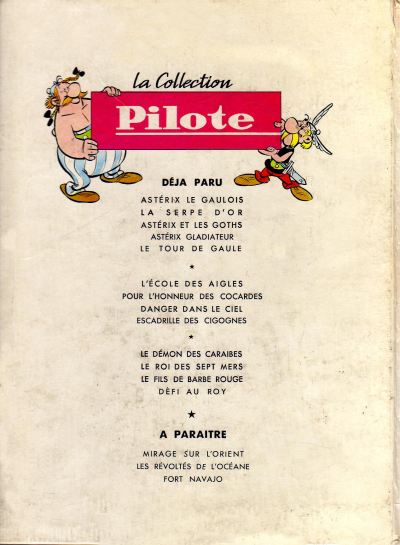 La Collection
Pilote
DÉJA PARU
ASTÉRIX LE GAULOIS
LA SERPE D'OR
ASTÉRIX ET LES GOTHS
ASTÉRIX GLADIATEUR
LE TOUR DE GAULE
*
L'ÉCOLE DES AIGLES
POUR L'HONNEUR DES COCARDES
DANGER DANS LE CIEL
ESCADRILLE DES CIGOGNES
*
LE DÉMON DES CARAIBES
LE ROI DES SEPT MERS
LE FILS DE BARBE ROUGE
DÉFI AU ROY
★
A PARAITRE
MIRAGE SUR L'ORIENT
LES RÉVOLTÉS DE L'OCÉANE
FORT NAVAJO